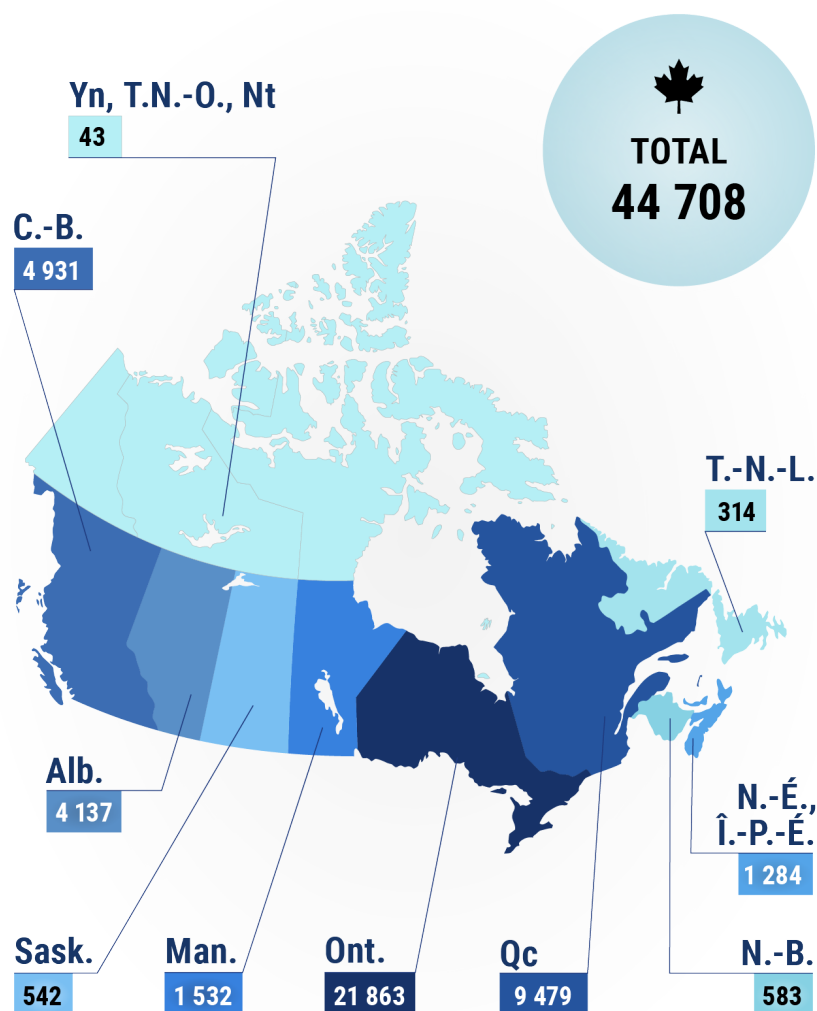 TOTAL
44 708
Yn, T.N.-O., Nt
43
C.-B.
4 931
T.-N.-L.
314
Alb.
4 137
N.-É.,
Î.-P.-É.
1 284
Sask.
542
Man.
1 532
Ont.
21 863
Qc
9 479
N.-B.
583